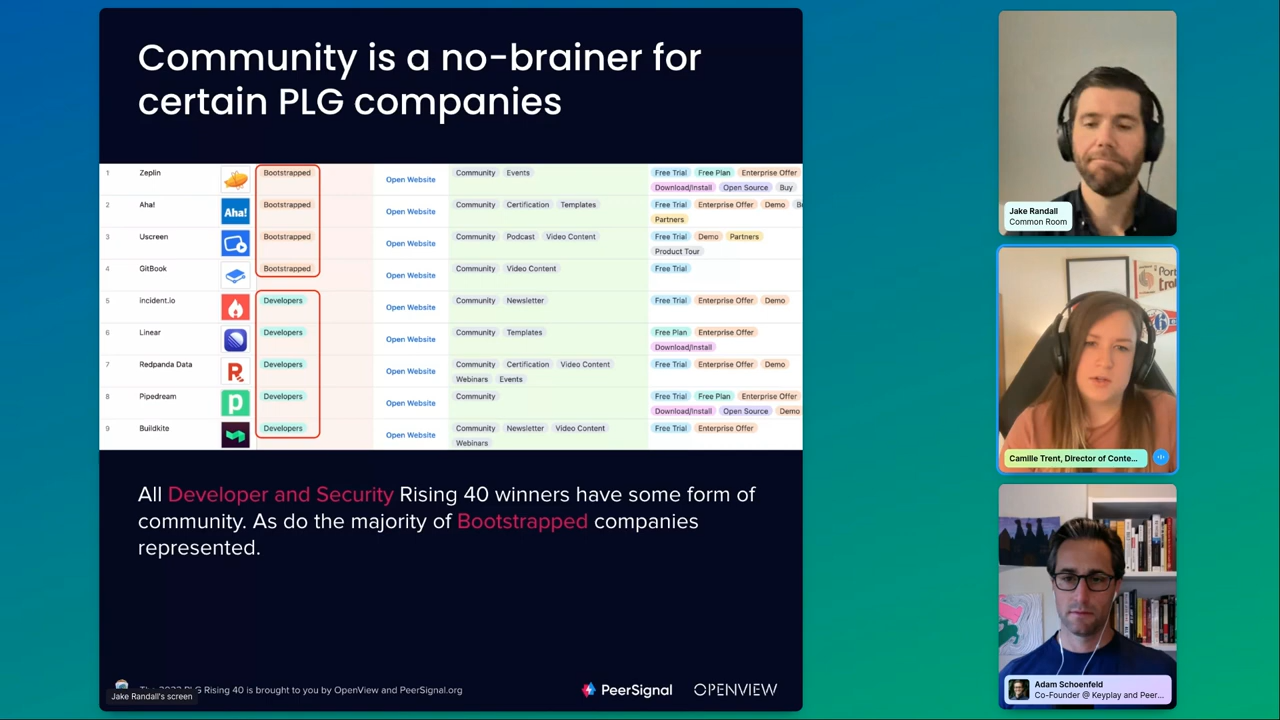 Community is a no-brainer for
certain PLG companies
1 Zeplin Bootstrapped Open Website Community Events Free Trial Free Plan Enterprise Offer
Download/Install Open Source Buy
2 Aha! Aha! Bootstrapped Open Website Community Certification Templates Free Trial Enterprise Offer Demo
Partners
3 Uscreen Bootstrapped Open Website Community Podcast Video Content Free Trial Demo Partners
Product Tour
4 GitBook Bootstrapped Open Website Community Video Content Free Trial
5 incident.io Developers Open Website Community Newsletter Free Trial Enterprise Offer Demo
6 Linear Developers Open Website Community Templates Free Plan Enterprise Offer
Download/Install
7 Redpanda Data R Developers Open Website Community Certification Video Content Free Trial Enterprise Offer Demo
Webinars Events
8 Pipedream p Developers Open Website Community Free Trial Free Plan Enterprise Offer
Download/Install Open Source Demo
9 Buildkite Developers Open Website Community Newsletter Video Content Free Trial Enterprise Offer
Webinars
All Developer and Security Rising 40 winners have some form of
community. As do the majority of Bootstrapped companies
represented.
PLG Rising 40 is brought to you by OpenView and PeerSignal.org
Jake Randall's screen
PeerSignal OPENVIEW
Jake Randall
Common Room
Camille Trent, Director of Conte...
Adam Schoenfeld
Co-Founder @ Keyplay and Peer...